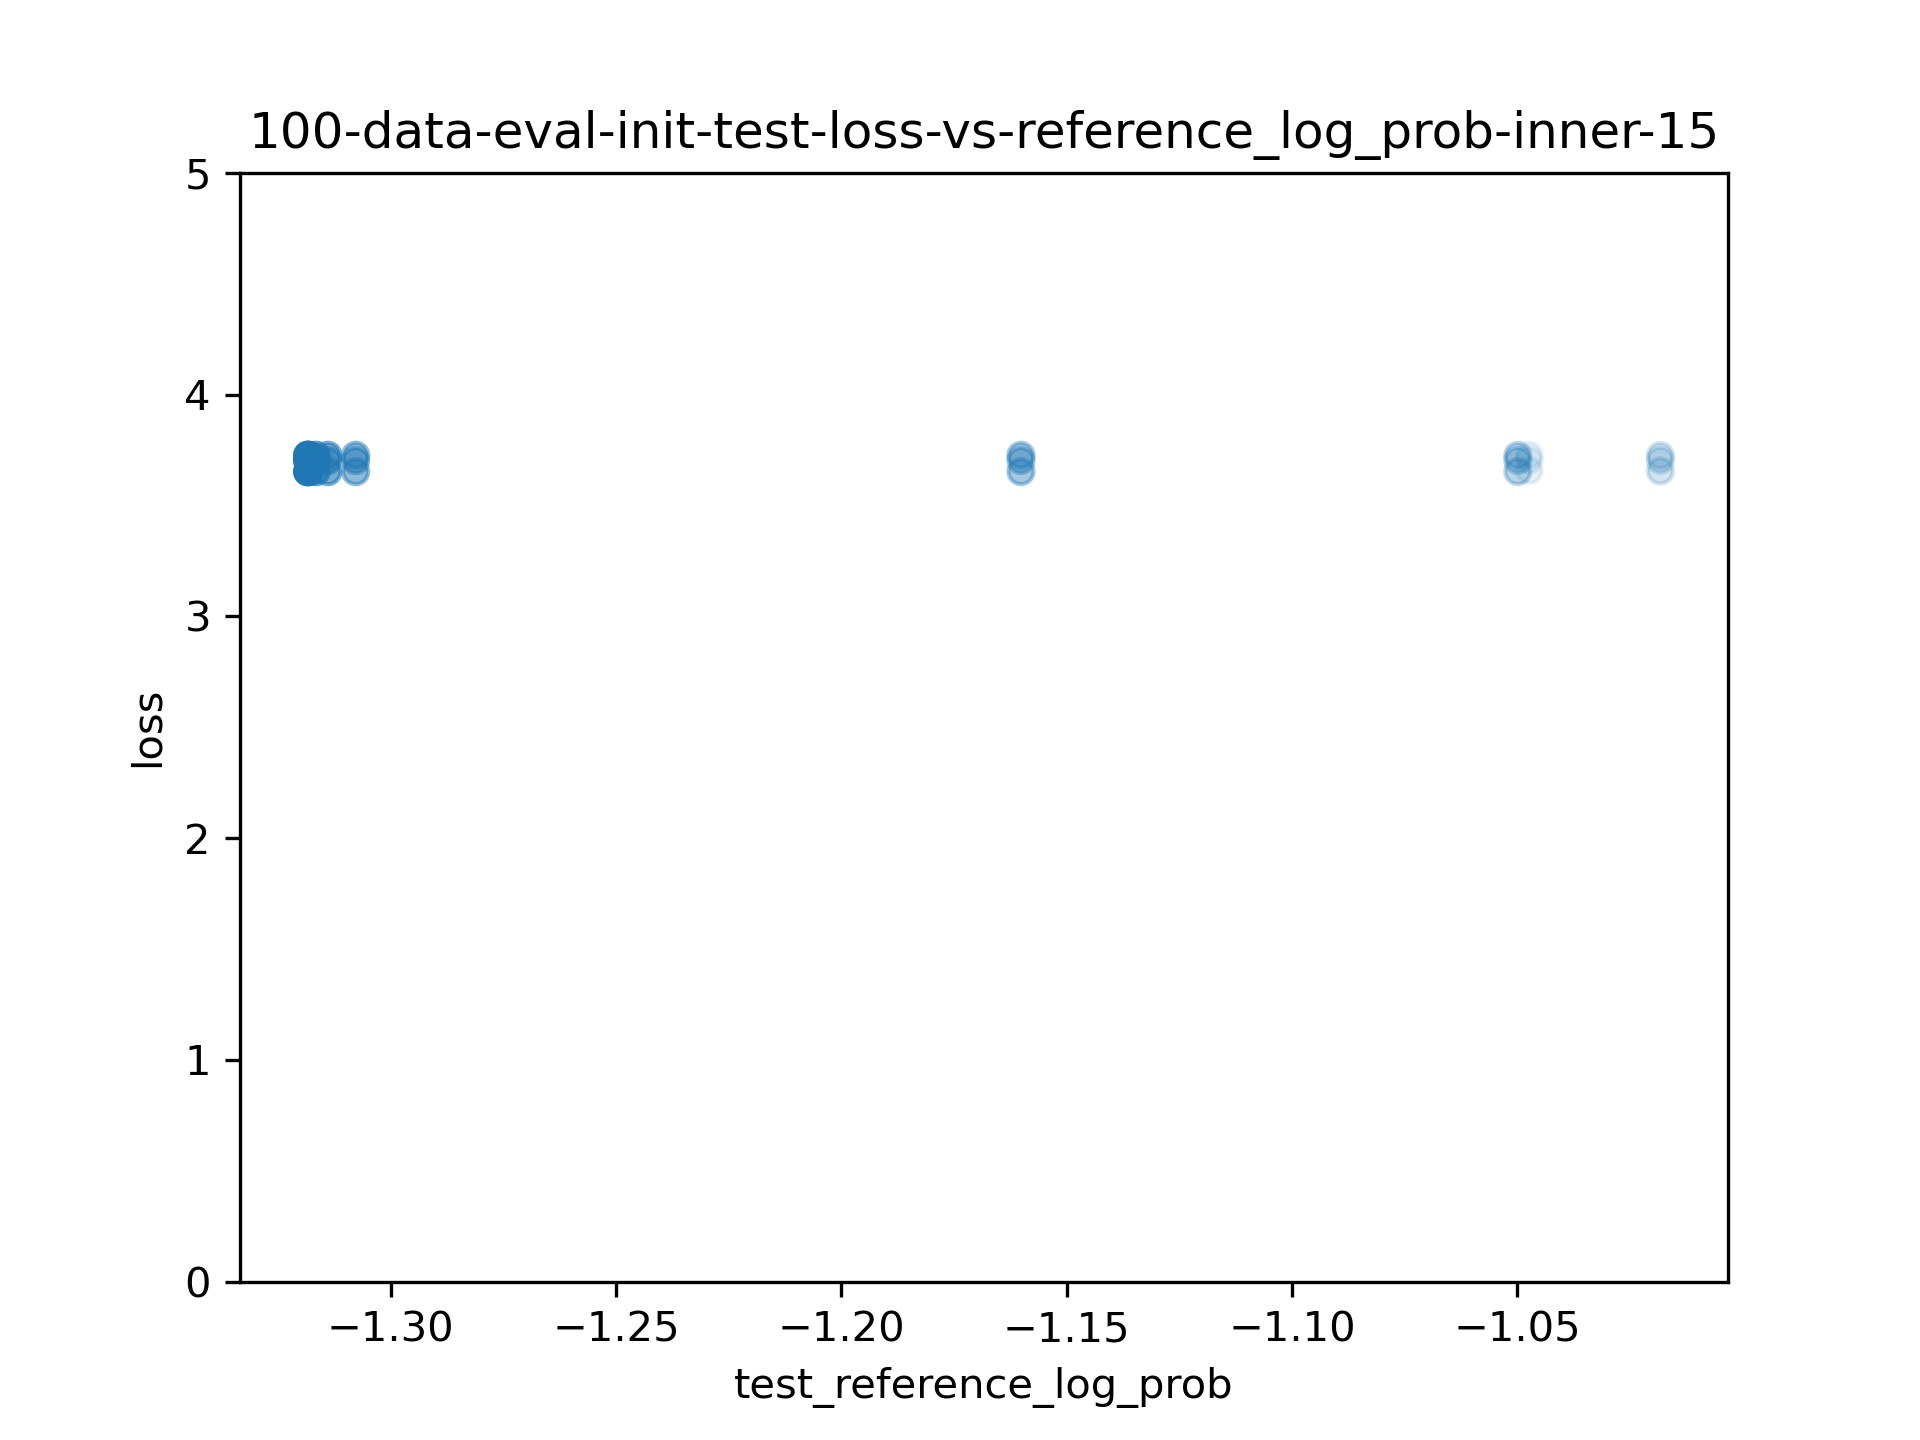 100-data-eval-init-test-loss-vs-reference_log_prob-inner-15
5
4
3
2
1
0
loss
−1.30 −1.25 −1.20 −1.15 −1.10 −1.05
test_reference_log_prob